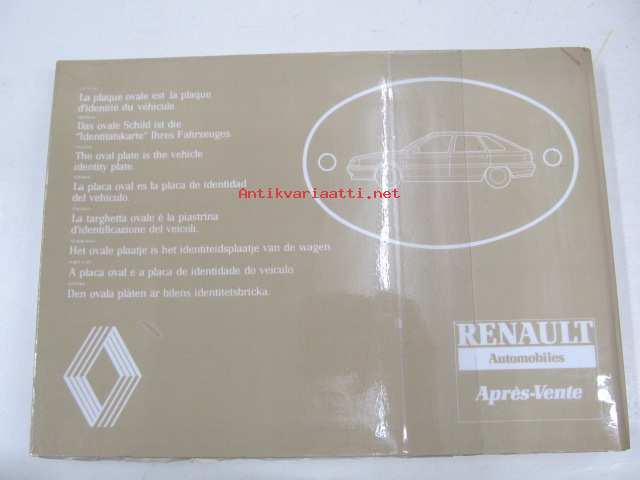 La plaque ovale est la plaque
d'identité du véhicule.
Das ovale Schild ist die
"Identitätskarte" Ihres Fahrzeuges.
The oval plate is the vehicle
identity plate.
La placa oval es la placa de identidad
del vehículo.
Antikvariaatti.net
La targhetta ovale è la piastrina
d'identificazione del veicoli.
Het ovale plaatje is het identiteidsplaatje van de wagen.
A placa oval é a placa de identidade do veículo
Den ovala plåten är bilens identitetsbricka.
RENAULT
Automobiles
Après-Vente